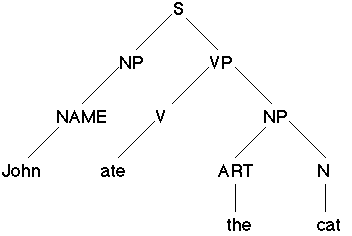 S
NP VP
NAME V NP
John ate ART N
the cat